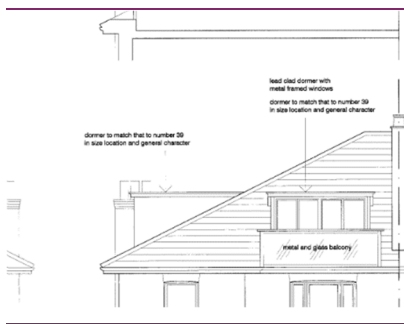 lead clad dormer with
metal framed windows
dormer to match that to number 39
in size location and general character
dormer to match that to number 39
in size location and general character
metal and glass balcony